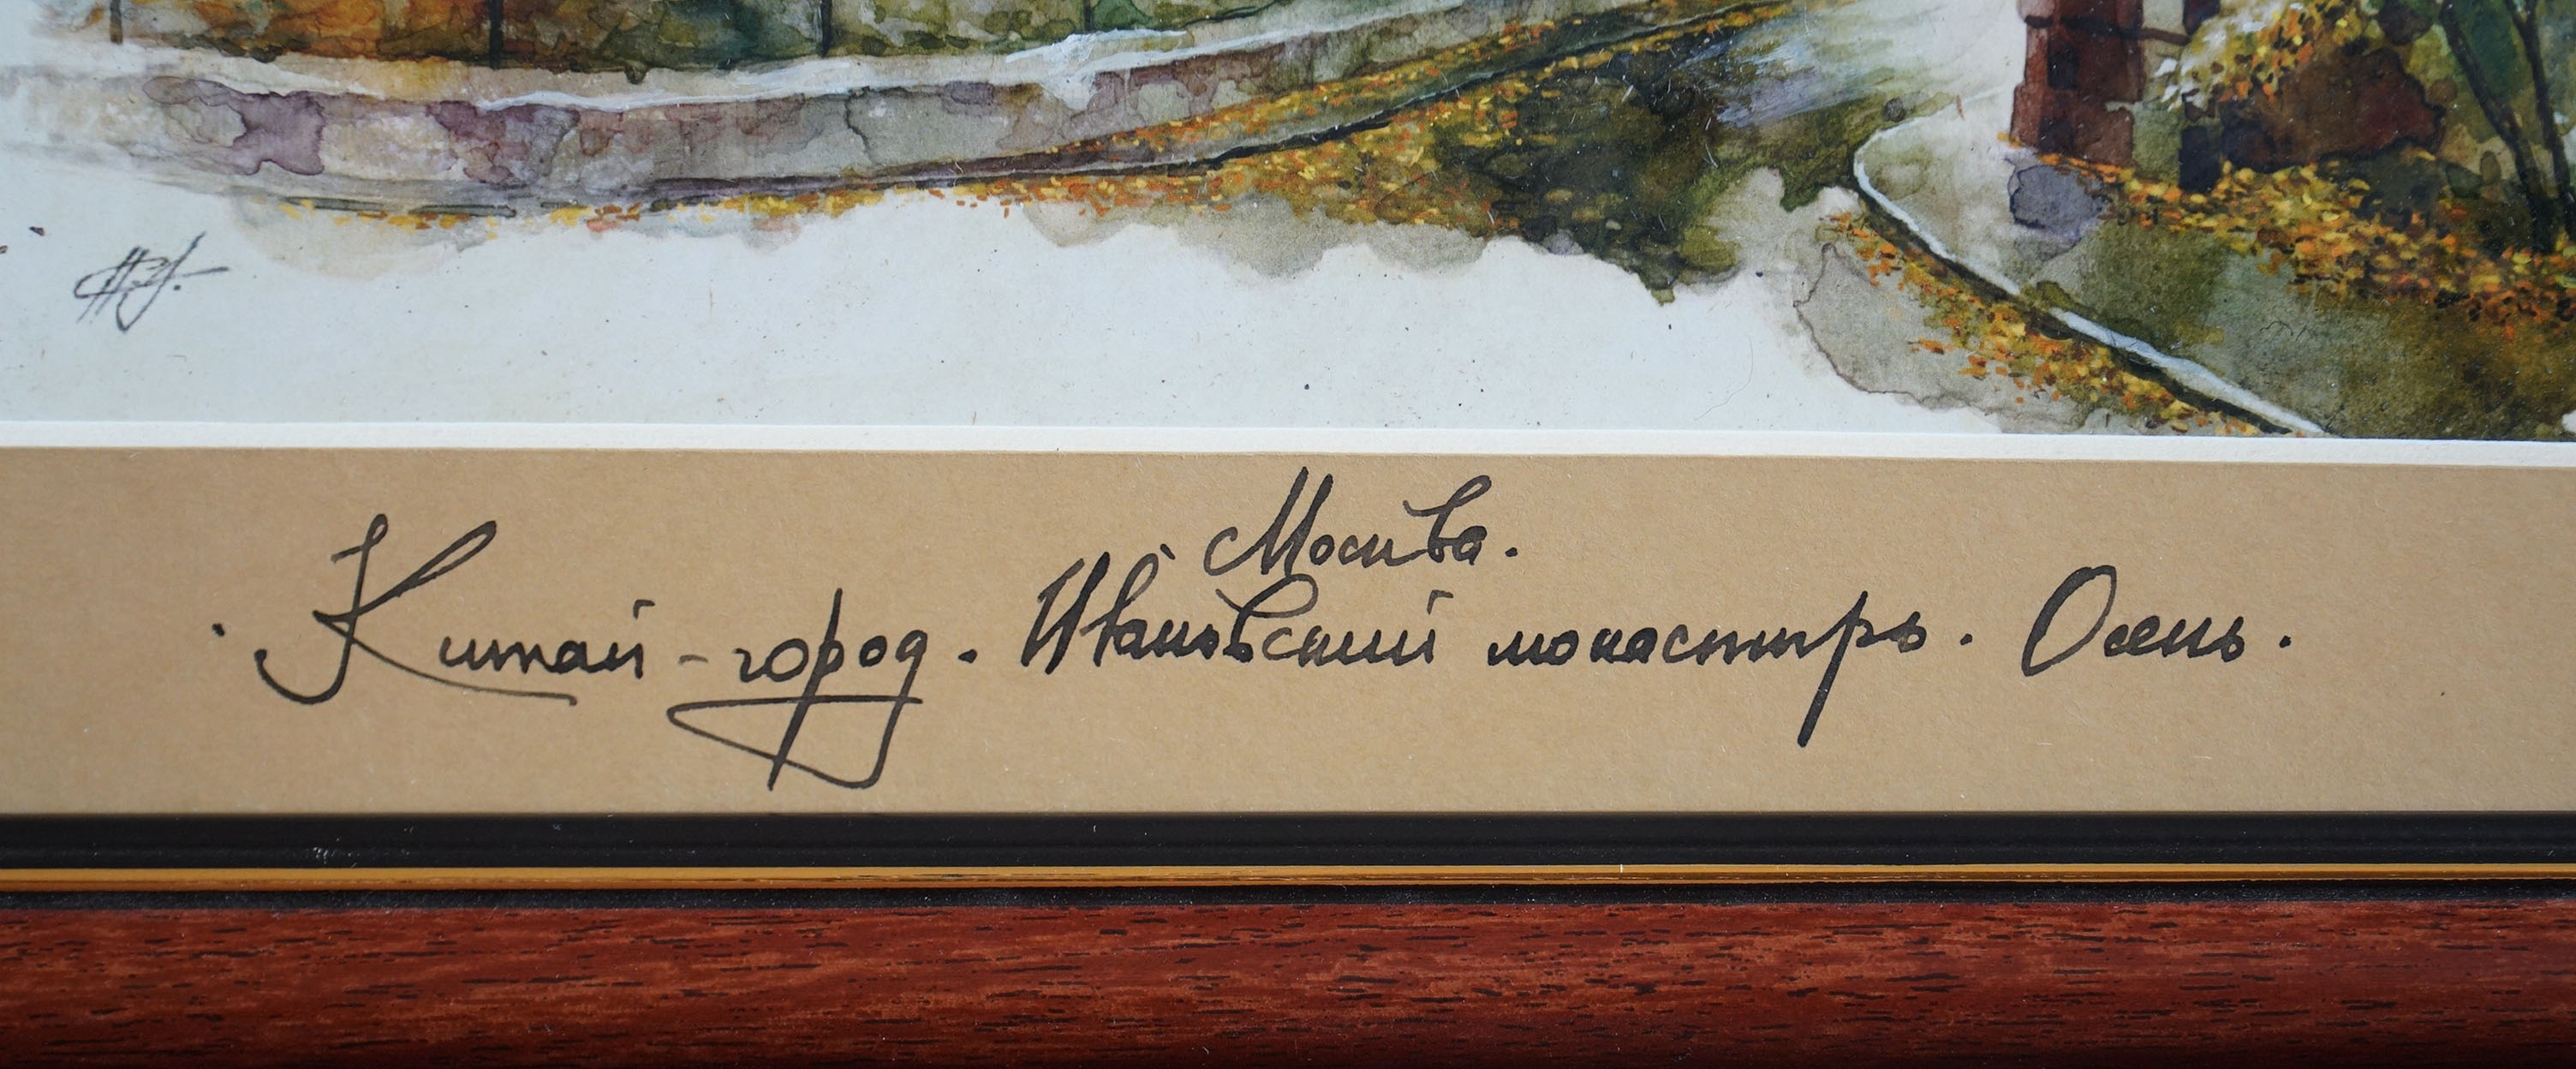 Москва.
Китай-город. Ивановский монастырь. Осень.